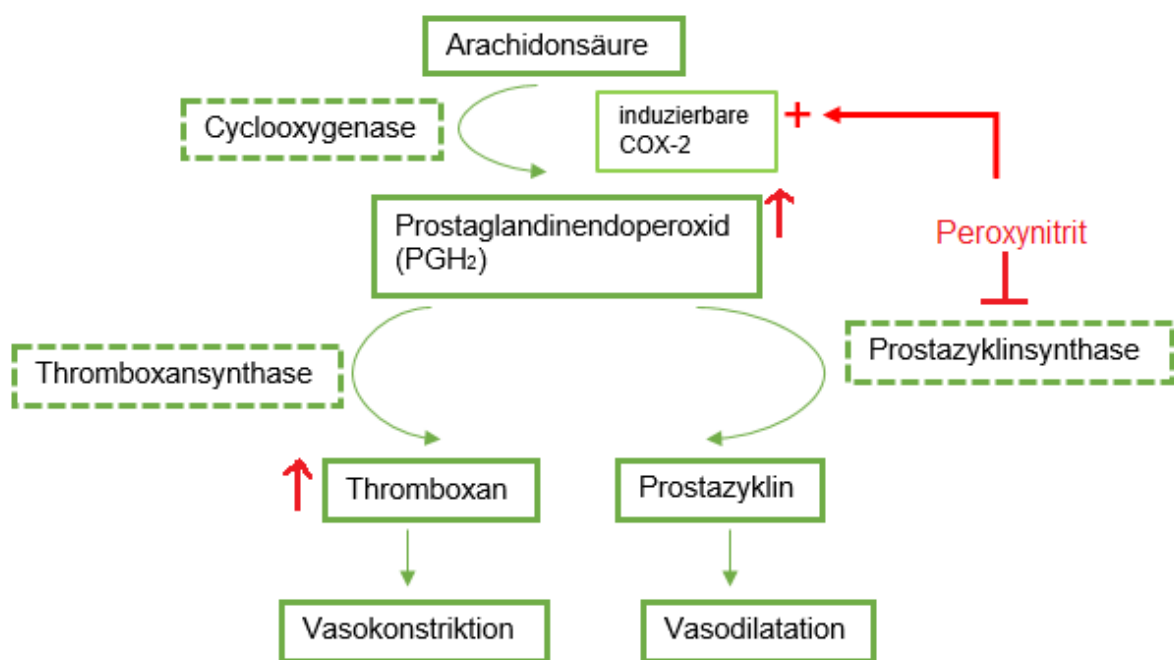 Arachidonsäure
Cyclooxygenase
induzierbare
COX-2
+
Prostaglandinendoperoxid
(PGH₂)
Peroxynitrit
Thromboxansynthase
Prostazyklinsynthase
Thromboxan
Prostazyklin
Vasokonstriktion
Vasodilatation